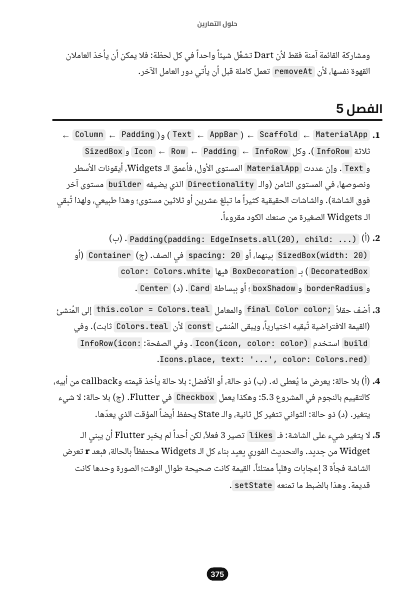 حلول التمارين
ومشاركة القائمة آمنة فقط لأن Dart تشغّل شيئاً واحداً في كل لحظة: فلا يمكن أن يأخذ العاملان
القهوة نفسها، لأن removeAt تعمل كاملة قبل أن يأتي دور العامل الآخر.
الفصل 5
1. MaterialApp ← Scaffold ← (AppBar ← Text) و(Padding ← Column ←
ثلاثة InfoRow). وكل InfoRow ← Padding ← Row ← Icon وSizedBox
وText. وإن عددت MaterialApp المستوى الأول، فأعمق الـ Widgets، أيقونات الأسطر
ونصوصها، في المستوى الثامن (والـ Directionality الذي يضيفه builder مستوى آخر
فوق الشاشة). والشاشات الحقيقية كثيراً ما تبلغ عشرين أو ثلاثين مستوى؛ وهذا طبيعي، ولهذا تُبقي
الـ Widgets الصغيرة من صنعك الكود مقروءاً.
2. (أ) Padding(padding: EdgeInsets.all(20), child: ...). (ب)
SizedBox(width: 20) بينهما، أو spacing: 20 في الصف. (ج) Container (أو
DecoratedBox) بـ BoxDecoration فيها color: Colors.white
وborderRadius وboxShadow؛ أو ببساطة Card. (د) Center.
3. أضف حقلاً final Color color; والمعامل this.color = Colors.teal إلى المُنشئ
(القيمة الافتراضية تُبقيه اختيارياً، ويبقى المُنشئ const لأن Colors.teal ثابت). وفي
build استخدم Icon(icon, color: color). وفي الصفحة: InfoRow(icon:
Icons.place, text: '...', color: Colors.red).
4. (أ) بلا حالة: يعرض ما يُعطى له. (ب) ذو حالة، أو الأفضل: بلا حالة يأخذ قيمته وcallback من أبيه،
كالتقييم بالنجوم في المشروع 5.3؛ وهكذا يعمل Checkbox في Flutter. (ج) بلا حالة: لا شيء
يتغير. (د) ذو حالة: الثواني تتغير كل ثانية، والـ State يحفظ أيضاً المؤقت الذي يعدّها.
5. لا يتغير شيء على الشاشة: فـ likes تصير 3 فعلاً، لكن أحداً لم يخبر Flutter أن يبني الـ
Widget من جديد. والتحديث الفوري يعيد بناء كل الـ Widgets محتفظاً بالحالة، فبعد r تعرض
الشاشة فجأة 3 إعجابات وقلباً ممتلئاً. القيمة كانت صحيحة طوال الوقت؛ الصورة وحدها كانت
قديمة. وهذا بالضبط ما تمنعه setState.
375